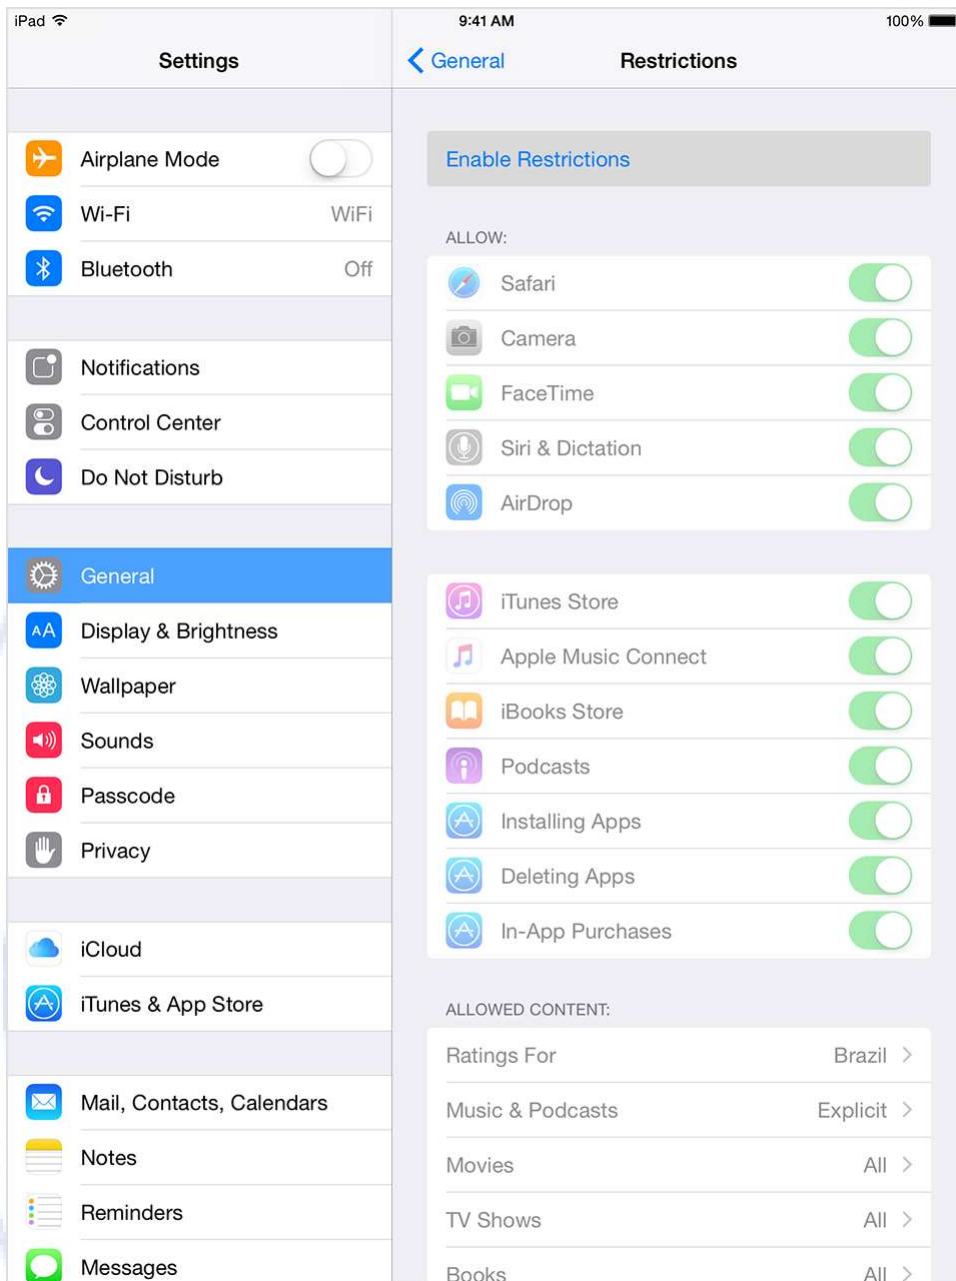 iPad
9:41 AM
100%
Settings
Airplane Mode
Wi-Fi WiFi
Bluetooth Off
Notifications
Control Center
Do Not Disturb
General
AA Display & Brightness
Wallpaper
Sounds
Passcode
Privacy
iCloud
iTunes & App Store
Mail, Contacts, Calendars
Notes
Reminders
Messages
General
Restrictions
Enable Restrictions
ALLOW:
Safari
Camera
FaceTime
Siri & Dictation
AirDrop
iTunes Store
Apple Music Connect
iBooks Store
Podcasts
Installing Apps
Deleting Apps
In-App Purchases
ALLOWED CONTENT:
Ratings For Brazil
Music & Podcasts Explicit
Movies All
TV Shows All
Books All